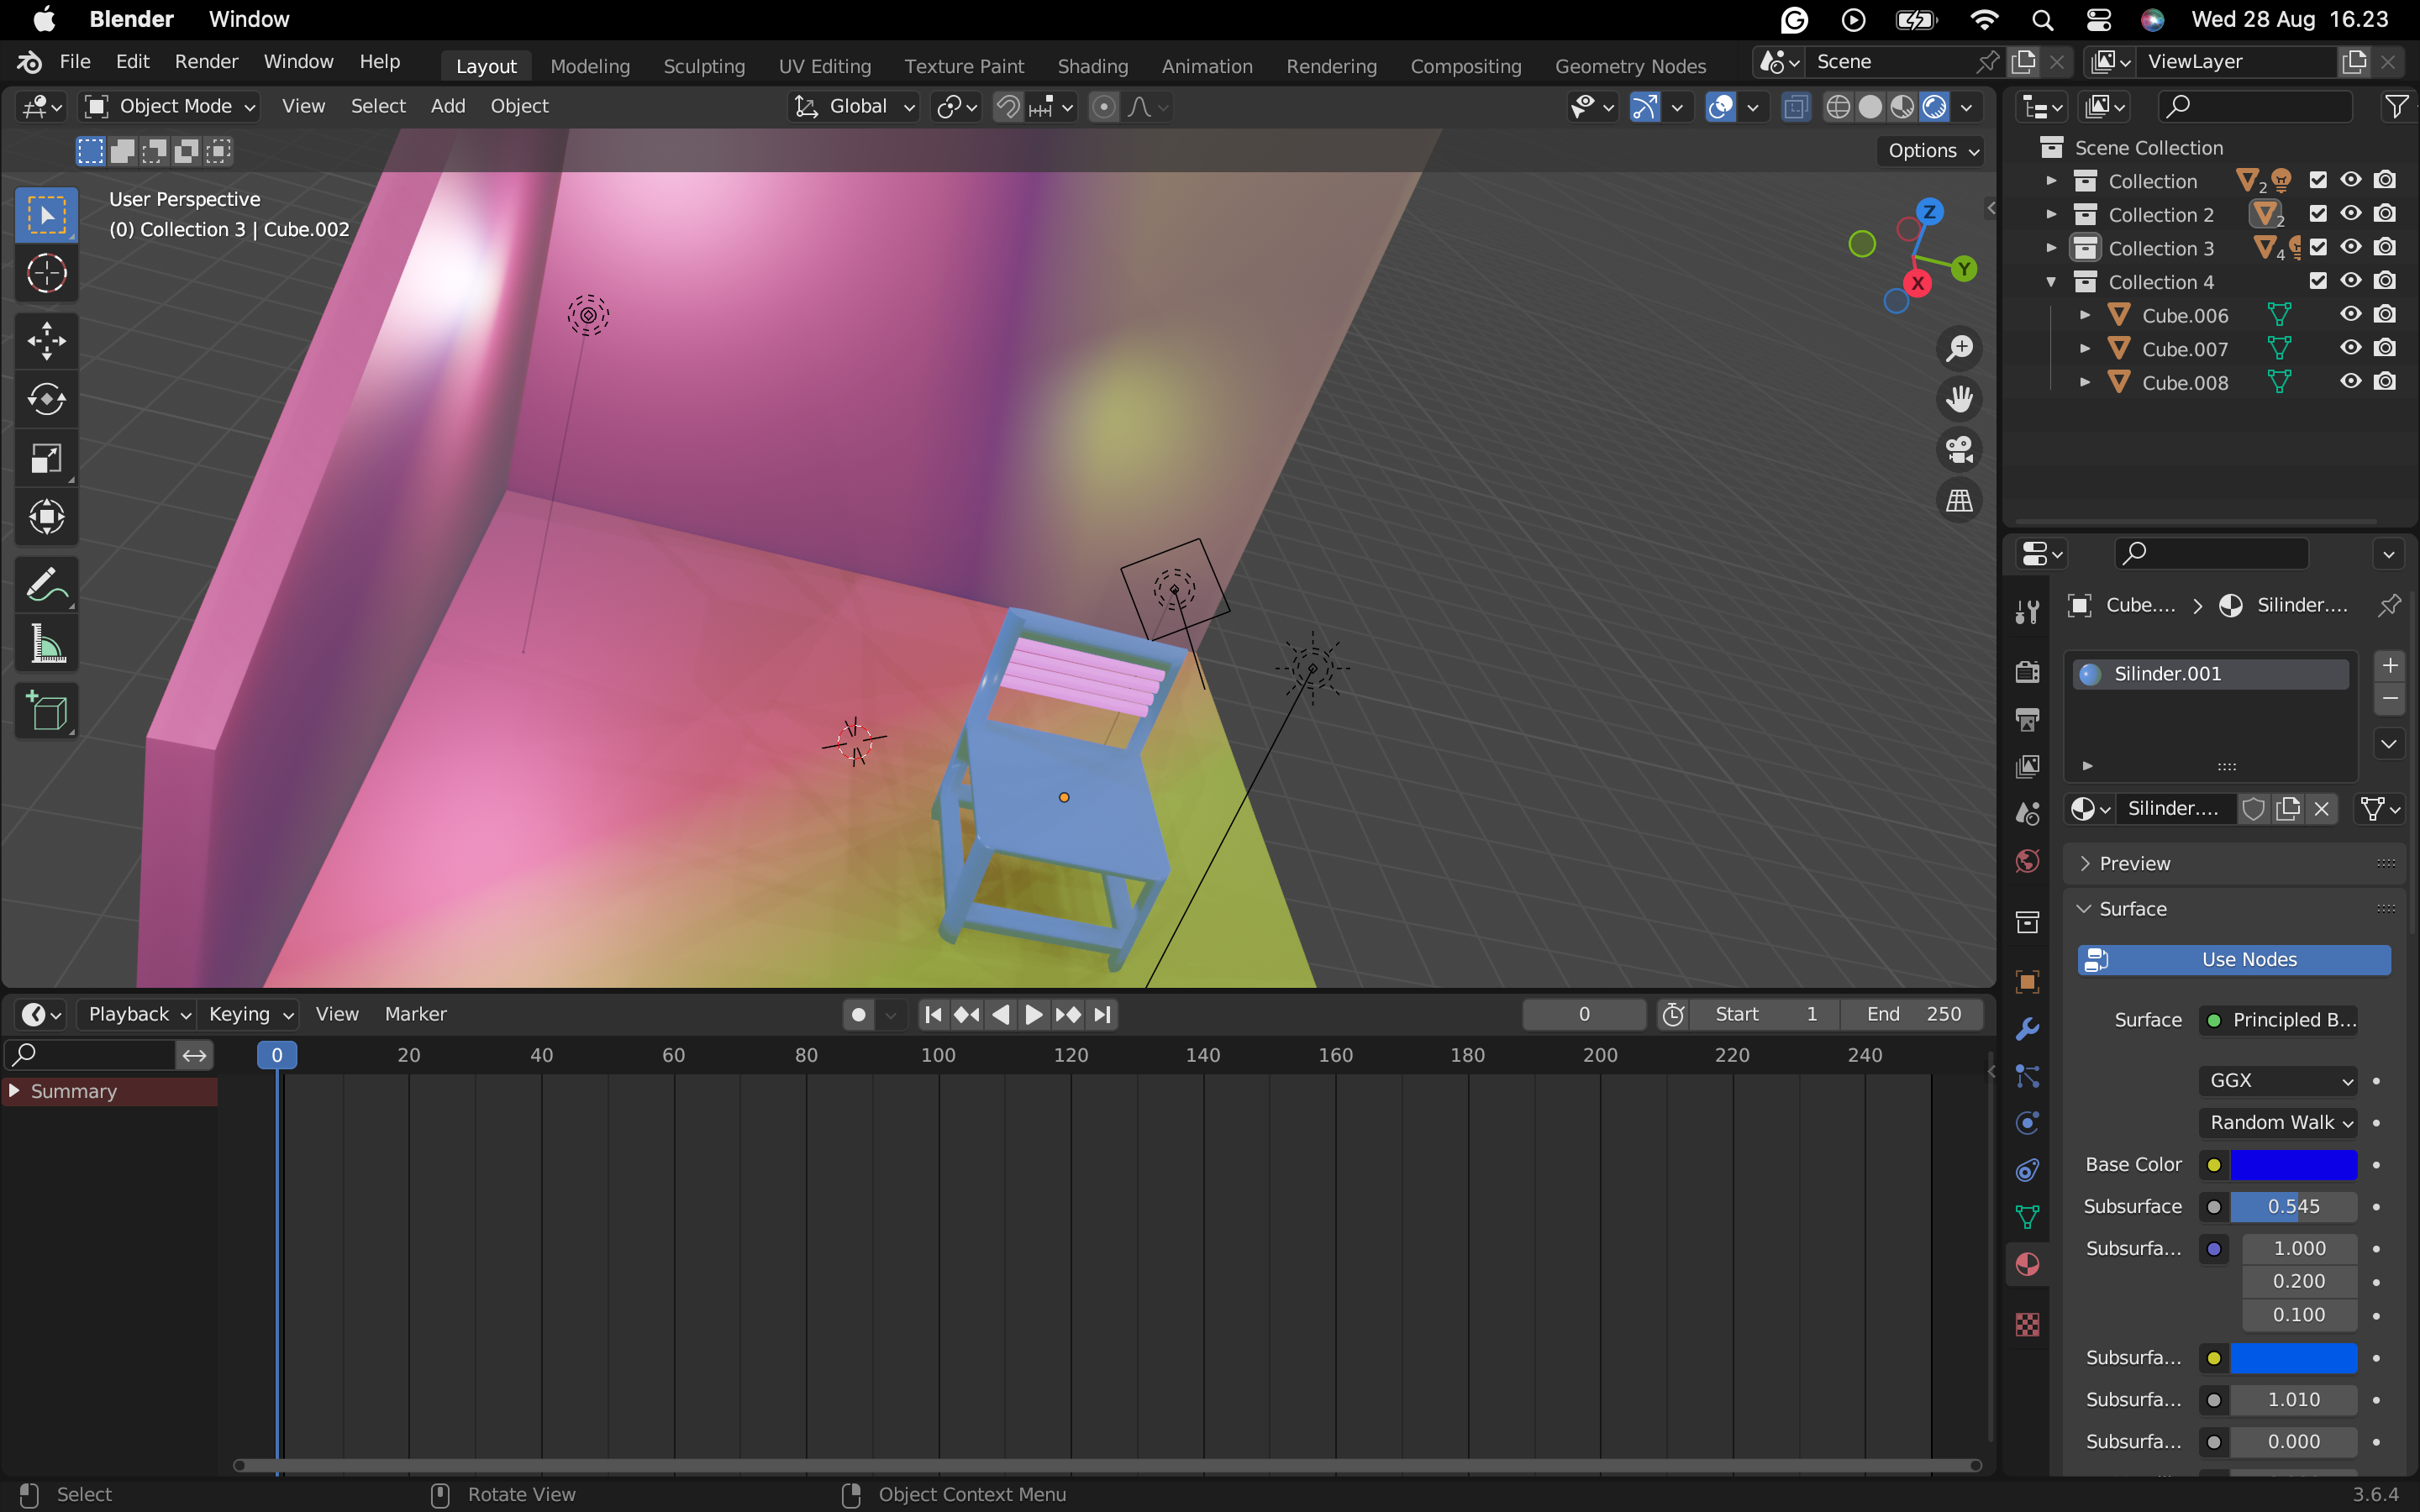 Blender Window Wed 28 Aug 16.23
File Edit Render Window Help Layout Modeling Sculpting UV Editing Texture Paint Shading Animation Rendering Compositing Geometry Nodes Scene ViewLayer
Object Mode View Select Add Object Global
Options
User Perspective
(0) Collection 3 | Cube.002
Z
Y
X
Scene Collection
Collection 2
Collection 2 2
Collection 3 4
Collection 4
Cube.006
Cube.007
Cube.008
Cube.... Silinder....
Silinder.001
Silinder....
Preview
Surface
Use Nodes
Surface Principled B...
GGX
Random Walk
Base Color
Subsurface 0.545
Subsurfa... 1.000
0.200
0.100
Subsurfa...
Subsurfa... 1.010
Subsurfa... 0.000
Playback Keying View Marker 0 Start 1 End 250
0 20 40 60 80 100 120 140 160 180 200 220 240
Summary
Select Rotate View Object Context Menu 3.6.4